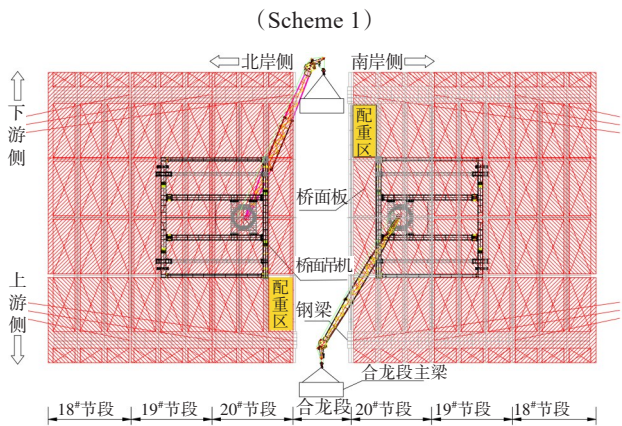 （Scheme 1）
北岸侧
南岸侧
下游侧
配重区
桥面板
桥面吊机
上游侧
配重区
钢梁
合龙段主梁
18#节段
19#节段
20#节段
合龙段
20#节段
19#节段
18#节段